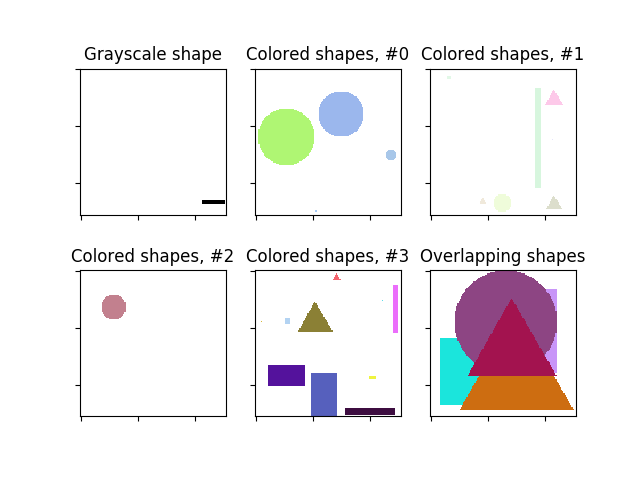 Grayscale shape
Colored shapes, #0
Colored shapes, #1
Colored shapes, #2
Colored shapes, #3
Overlapping shapes